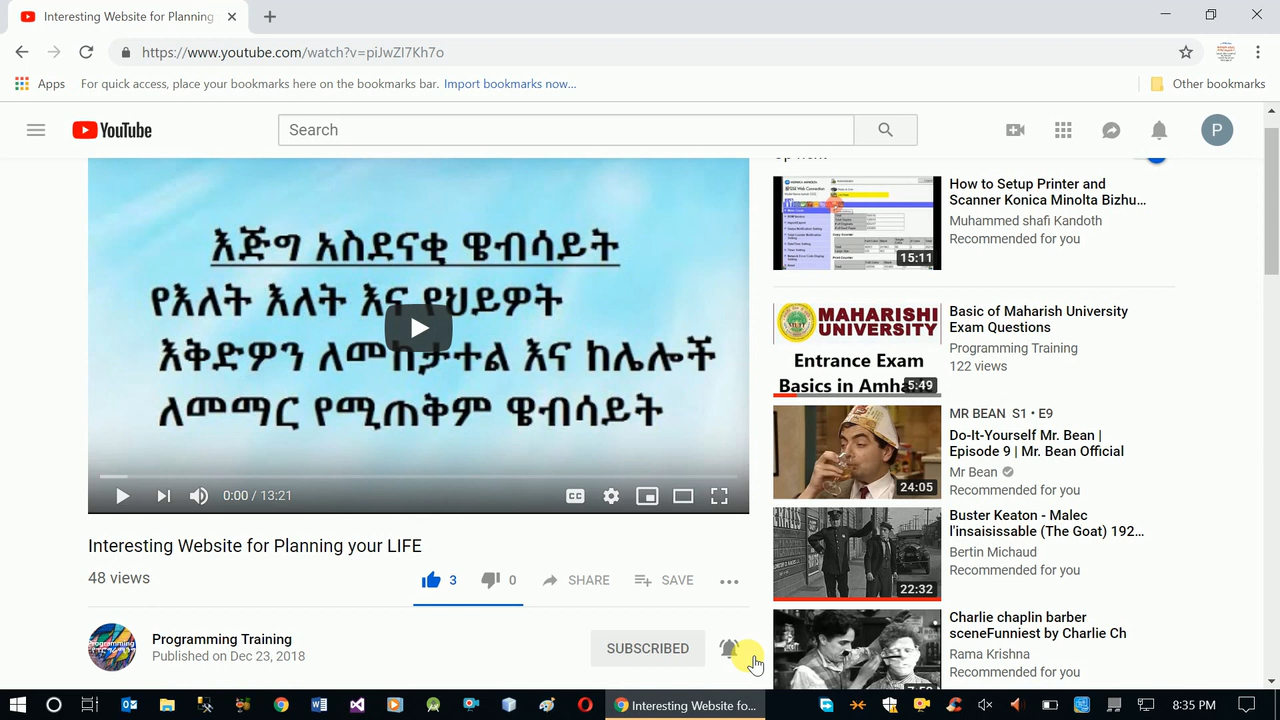 Interesting Website for Planning
https://www.youtube.com/watch?v=piJwZI7Kh7o
Apps For quick access, place your bookmarks here on the bookmarks bar. Import bookmarks now... Other bookmarks
YouTube
Search
P
እጅግ አስደናቂ ዌብሰይት
የእለት እለት እና የህይዎት
እቅድዎን ለመከታተል እና ከሌሎች
ለመማር የሚጠቅም ዌብሳይት
0:00 / 13:21
CC
Interesting Website for Planning your LIFE
48 views
3 0 SHARE SAVE
Programming Training
Published on Dec 23, 2018
SUBSCRIBED
Up next
15:11
How to Setup Printer and
Scanner Konica Minolta Bizhu...
Muhammed shafi Kandoth
Recommended for you
MAHARISHI
UNIVERSITY
Entrance Exam
Basics in Amha
5:49
Basic of Maharish University
Exam Questions
Programming Training
122 views
24:05
MR BEAN S1 • E9
Do-It-Yourself Mr. Bean |
Episode 9 | Mr. Bean Official
Mr Bean
Recommended for you
22:32
Buster Keaton - Malec
l'insaisissable (The Goat) 192...
Bertin Michaud
Recommended for you
Charlie chaplin barber
sceneFunniest by Charlie Ch
Rama Krishna
Recommended for you
Interesting Website fo...
8:35 PM